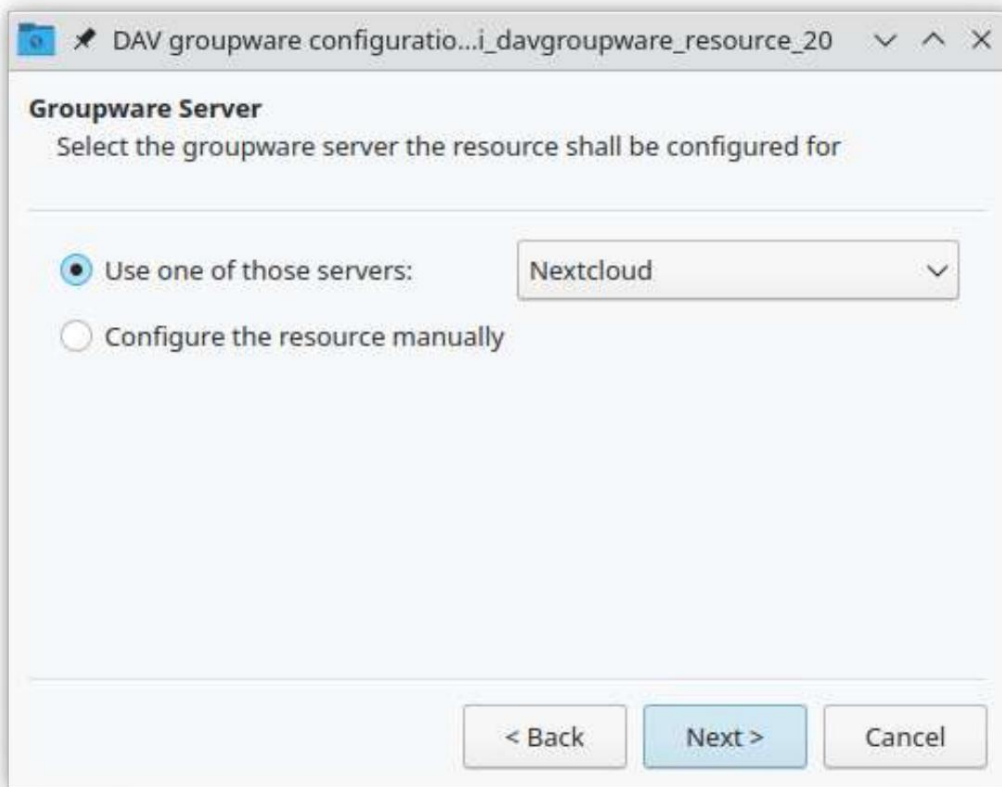 DAV groupware configuratio...i_davgroupware_resource_20
Groupware Server
Select the groupware server the resource shall be configured for
Use one of those servers: Nextcloud
Configure the resource manually
< Back Next > Cancel